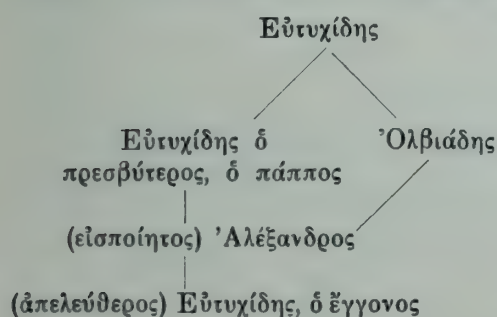 Εὐτυχίδης
Εὐτυχίδης ὁ Ὀλβιάδης
πρεσβύτερος, ὁ πάππος
(εἰσποίητος) Ἀλέξανδρος
(ἀπελεύθερος) Εὐτυχίδης, ὁ ἔγγονος